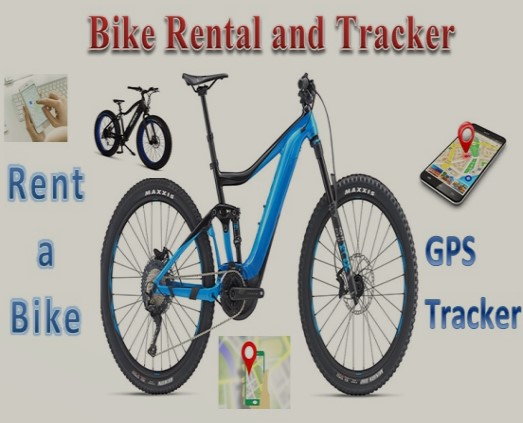 Bike Rental and Tracker
Rent
a
Bike
GPS
Tracker
MAXXIS
MAXXIS